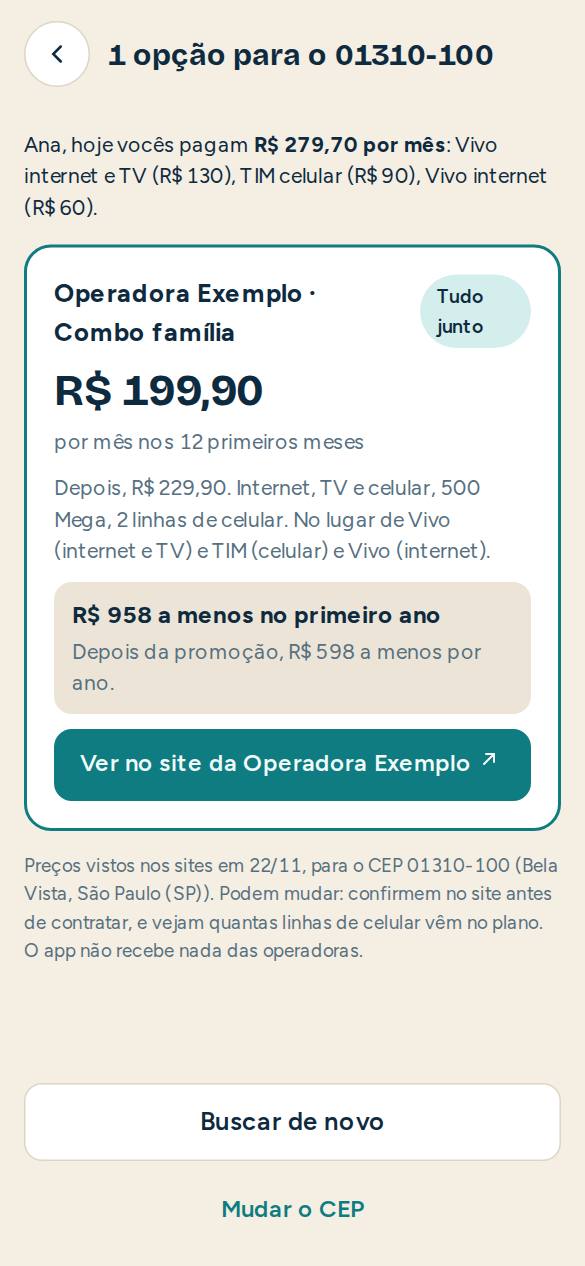 1 opção para o 01310-100
Ana, hoje vocês pagam R$ 279,70 por mês: Vivo
internet e TV (R$ 130), TIM celular (R$ 90), Vivo internet
(R$ 60).
Operadora Exemplo ·
Combo família
Tudo
junto
R$ 199,90
por mês nos 12 primeiros meses
Depois, R$ 229,90. Internet, TV e celular, 500
Mega, 2 linhas de celular. No lugar de Vivo
(internet e TV) e TIM (celular) e Vivo (internet).
R$ 958 a menos no primeiro ano
Depois da promoção, R$ 598 a menos por
ano.
Ver no site da Operadora Exemplo ↗
Preços vistos nos sites em 22/11, para o CEP 01310-100 (Bela
Vista, São Paulo (SP)). Podem mudar: confirmem no site antes
de contratar, e vejam quantas linhas de celular vêm no plano.
O app não recebe nada das operadoras.
Buscar de novo
Mudar o CEP